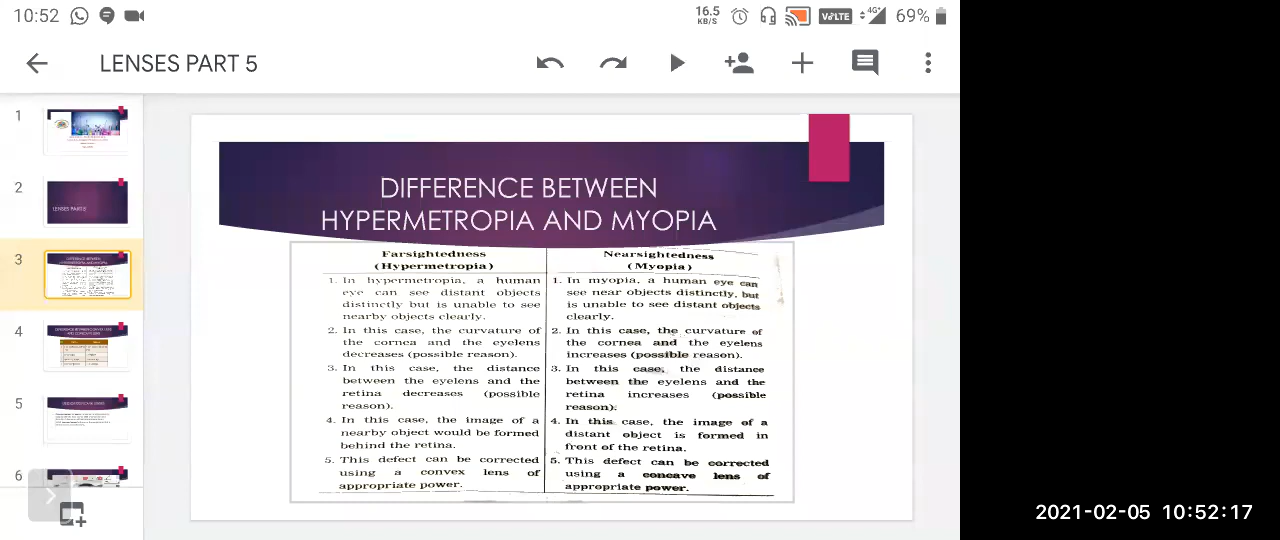 10:52
16.5
KB/S
VoLTE
4G+
69%
LENSES PART 5
1
2
LENSES PART 5
3
4
5
6
DIFFERENCE BETWEEN
HYPERMETROPIA AND MYOPIA
Farsightedness
(Hypermetropia)
1. In hypermetropia, a human
eye can see distant objects
distinctly but is unable to see
nearby objects clearly.
2. In this case, the curvature of
the cornea and the eyelens
decreases (possible reason).
3. In this case, the distance
between the eyelens and the
retina decreases (possible
reason).
4. In this case, the image of a
nearby object would be formed
behind the retina.
5. This defect can be corrected
using a convex lens of
appropriate power.
Nearsightedness
(Myopia)
1. In myopia, a human eye can
see near objects distinctly, but
is unable to see distant objects
clearly.
2. In this case, the curvature of
the cornea and the eyelens
increases (possible reason).
3. In this case, the distance
between the eyelens and the
retina increases (possible
reason).
4. In this case, the image of a
distant object is formed in
front of the retina.
5. This defect can be corrected
using a concave lens of
appropriate power.
2021-02-05 10:52:17